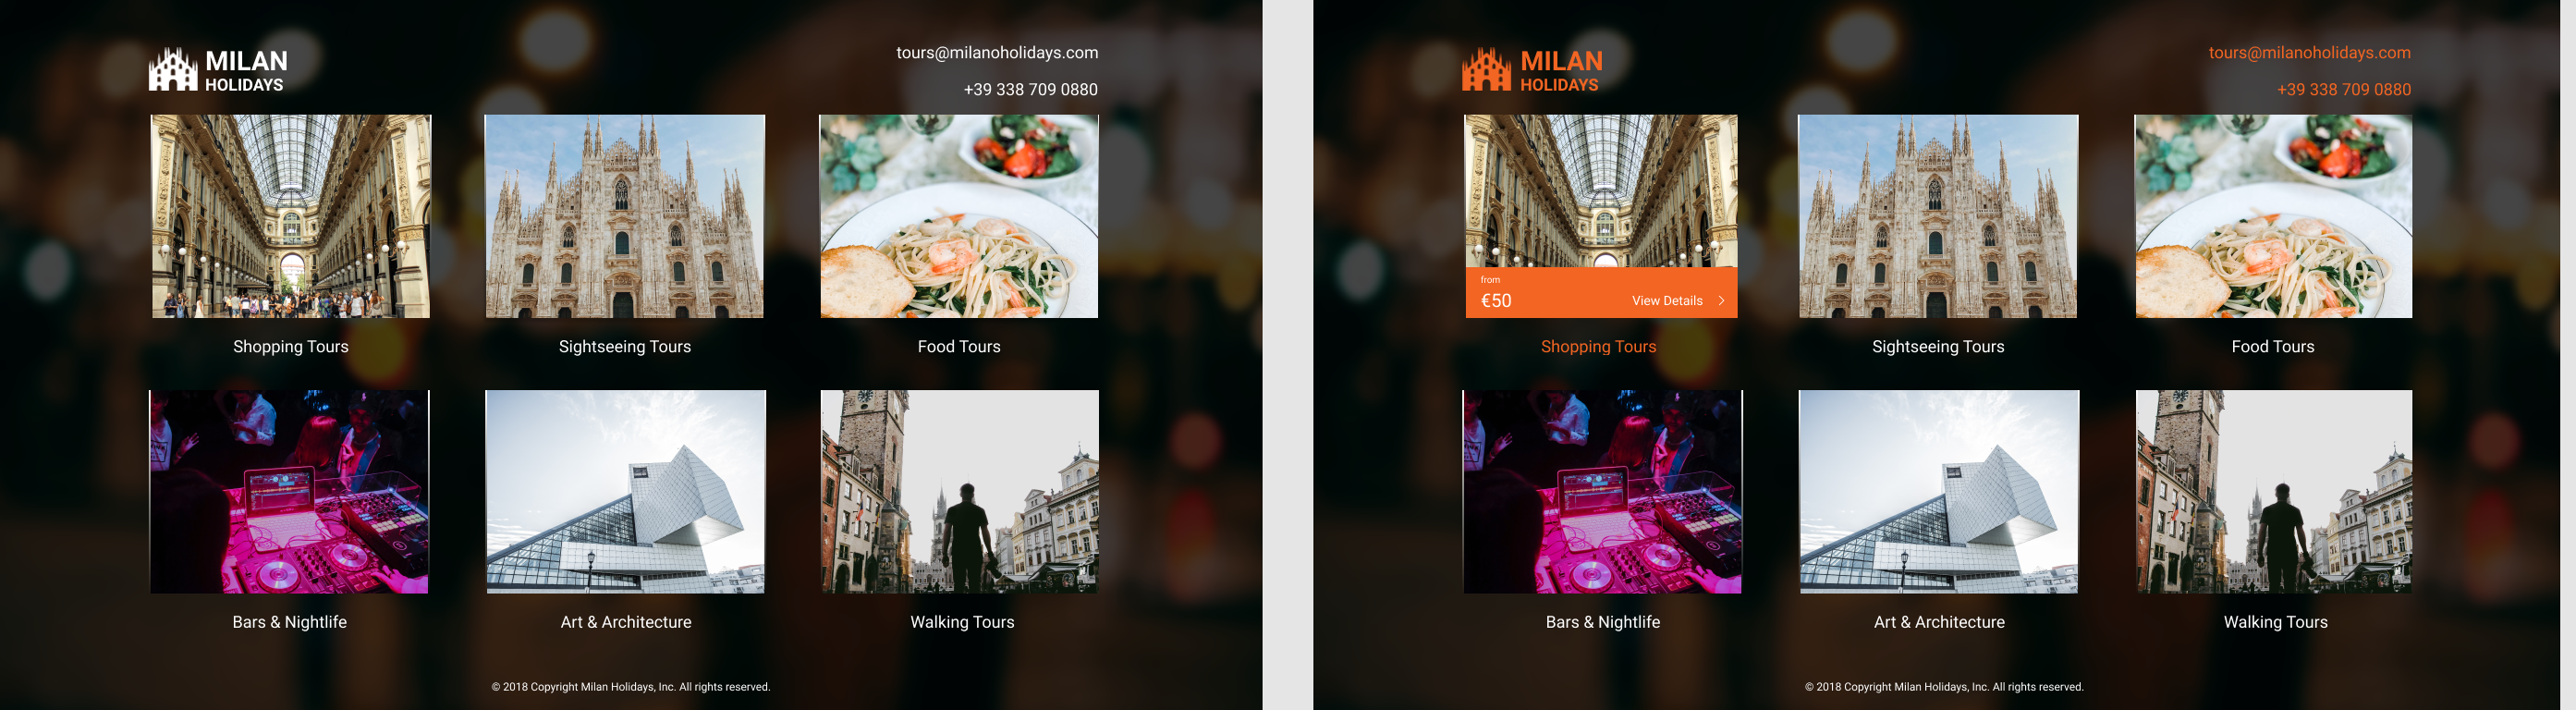 MILAN
HOLIDAYS
tours@milanoholidays.com
+39 338 709 0880
Shopping Tours
Sightseeing Tours
Food Tours
Bars & Nightlife
Art & Architecture
Walking Tours
© 2018 Copyright Milan Holidays, Inc. All rights reserved.
MILAN
HOLIDAYS
tours@milanoholidays.com
+39 338 709 0880
from
€50
View Details
Shopping Tours
Sightseeing Tours
Food Tours
Bars & Nightlife
Art & Architecture
Walking Tours
© 2018 Copyright Milan Holidays, Inc. All rights reserved.